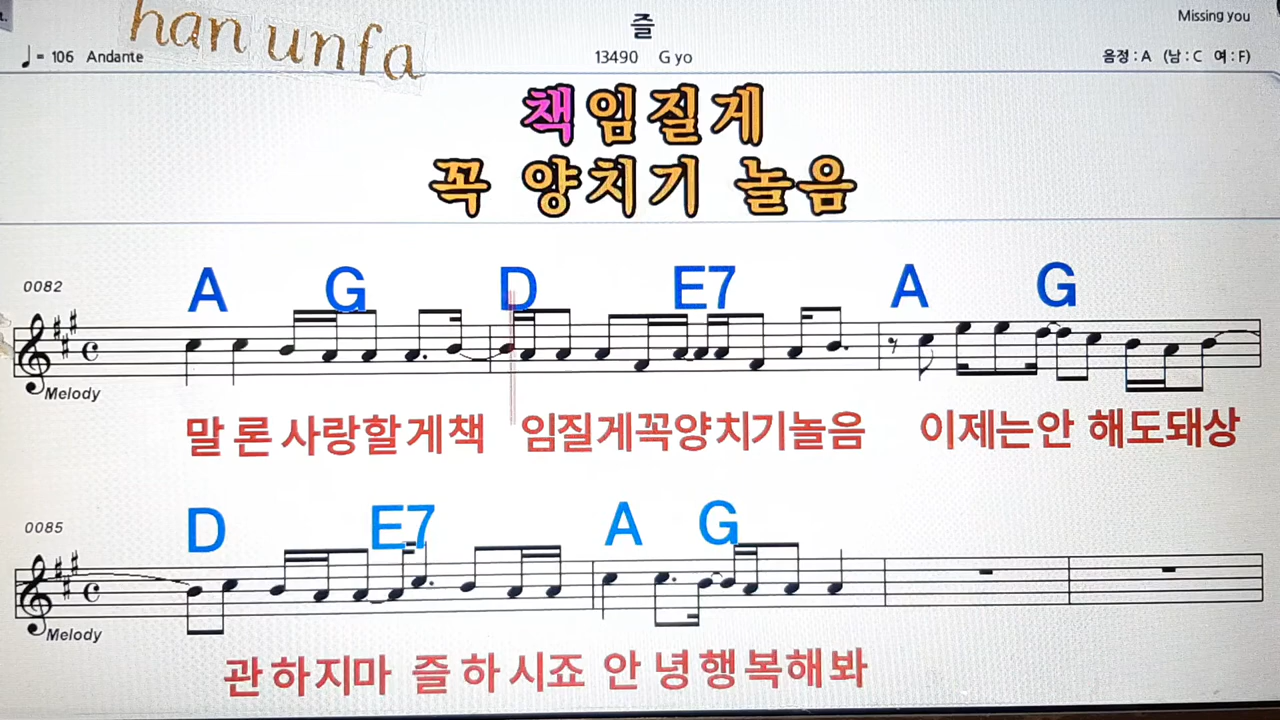 han unfa
즐
Missing you
♩= 106 Andante
13490 G yo
음정 : A (남 : C 여 : F)
책임질게
꼭 양치기 놀음
0082
A G D E7 A G
Melody
말 론 사랑할게책 임질게꼭양치기놀음 이제는안 해도돼상
0085
D E7 A G
Melody
관 하지마 즐 하 시죠 안 녕 행 복해 봐